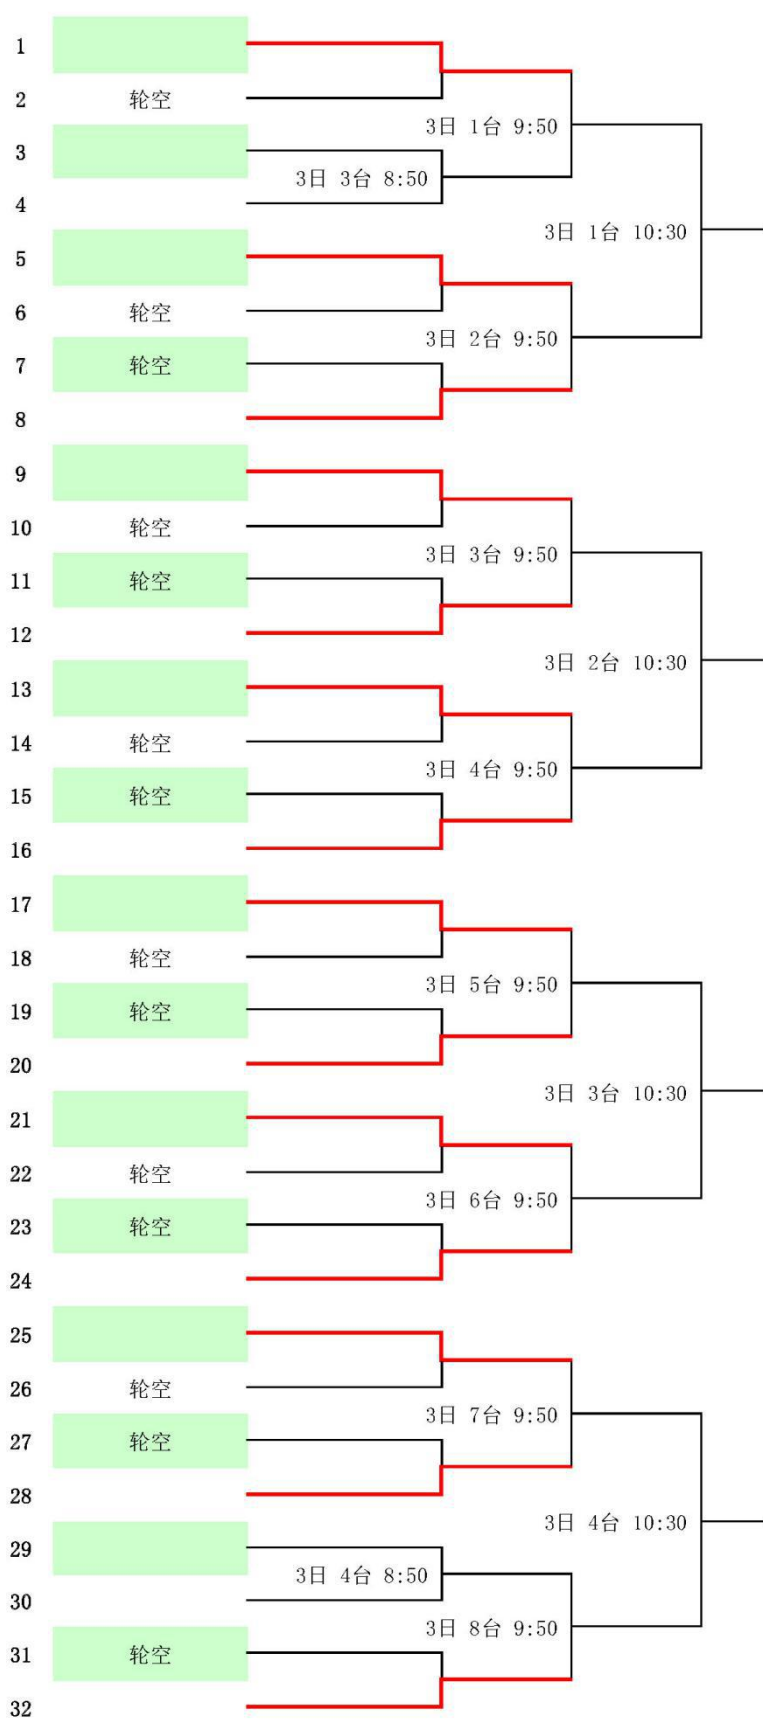 1
2 轮空
3日 1台 9:50
3
3日 3台 8:50
4
3日 1台 10:30
5
6 轮空
3日 2台 9:50
7 轮空
8
9
10 轮空
3日 3台 9:50
11 轮空
12
3日 2台 10:30
13
14 轮空
3日 4台 9:50
15 轮空
16
17
18 轮空
3日 5台 9:50
19 轮空
20
3日 3台 10:30
21
22 轮空
3日 6台 9:50
23 轮空
24
25
26 轮空
3日 7台 9:50
27 轮空
28
3日 4台 10:30
29
3日 4台 8:50
30
3日 8台 9:50
31 轮空
32